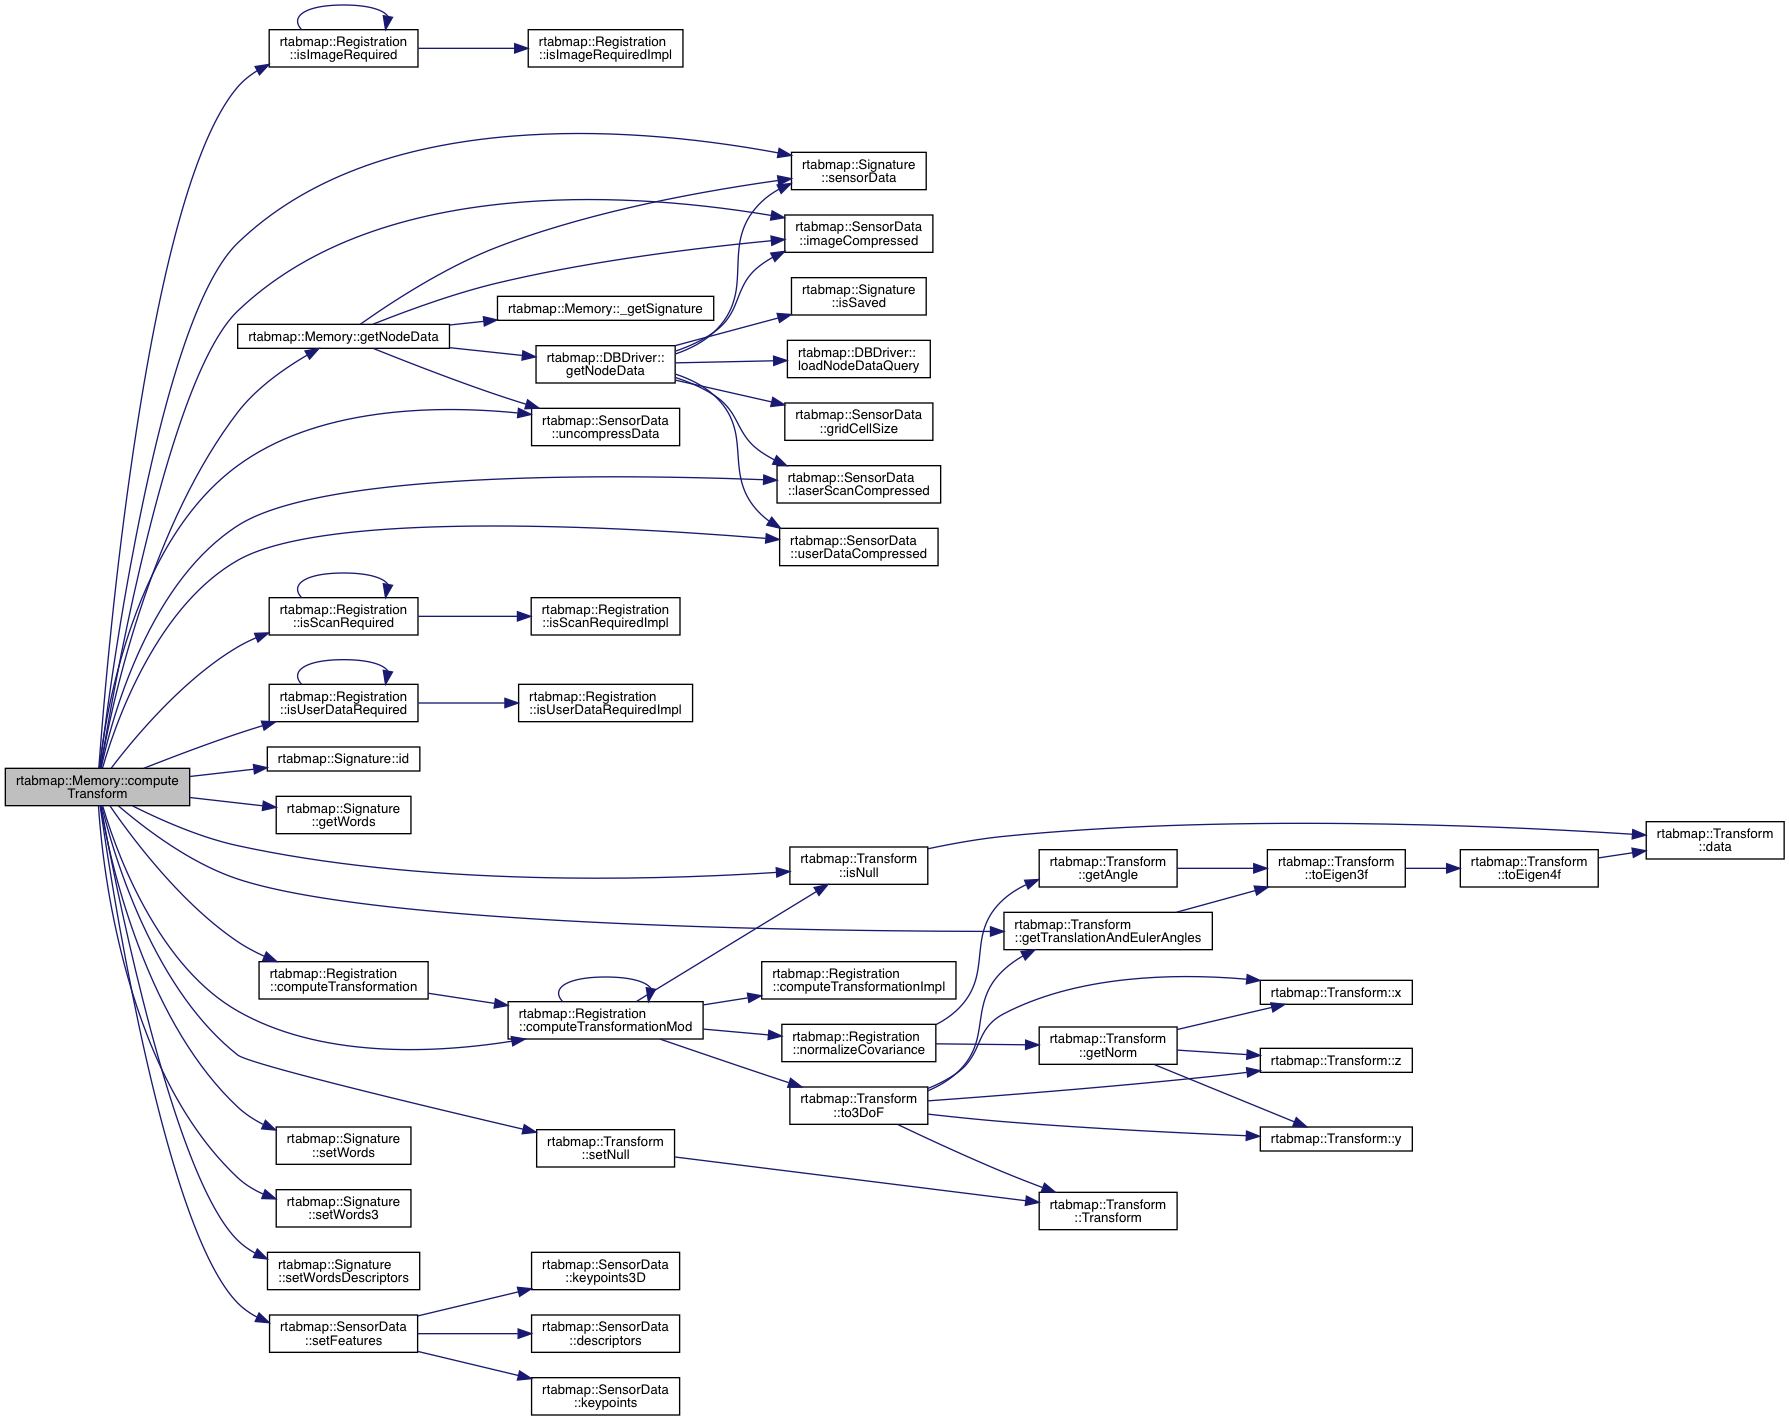 rtabmap::Registration
::isImageRequired
rtabmap::Registration
::isImageRequiredImpl
rtabmap::Signature
::sensorData
rtabmap::SensorData
::imageCompressed
rtabmap::Signature
::isSaved
rtabmap::Memory::_getSignature
rtabmap::Memory::getNodeData
rtabmap::DBDriver::
getNodeData
rtabmap::DBDriver::
loadNodeDataQuery
rtabmap::SensorData
::gridCellSize
rtabmap::SensorData
::uncompressData
rtabmap::SensorData
::laserScanCompressed
rtabmap::SensorData
::userDataCompressed
rtabmap::Registration
::isScanRequired
rtabmap::Registration
::isScanRequiredImpl
rtabmap::Registration
::isUserDataRequired
rtabmap::Registration
::isUserDataRequiredImpl
rtabmap::Signature::id
rtabmap::Memory::compute
Transform
rtabmap::Signature
::getWords
rtabmap::Transform
::data
rtabmap::Transform
::isNull
rtabmap::Transform
::getAngle
rtabmap::Transform
::toEigen3f
rtabmap::Transform
::toEigen4f
rtabmap::Transform
::getTranslationAndEulerAngles
rtabmap::Registration
::computeTransformation
rtabmap::Registration
::computeTransformationImpl
rtabmap::Transform::x
rtabmap::Registration
::computeTransformationMod
rtabmap::Registration
::normalizeCovariance
rtabmap::Transform
::getNorm
rtabmap::Transform::z
rtabmap::Transform
::to3DoF
rtabmap::Transform::y
rtabmap::Signature
::setWords
rtabmap::Transform
::setNull
rtabmap::Signature
::setWords3
rtabmap::Transform
::Transform
rtabmap::Signature
::setWordsDescriptors
rtabmap::SensorData
::keypoints3D
rtabmap::SensorData
::setFeatures
rtabmap::SensorData
::descriptors
rtabmap::SensorData
::keypoints